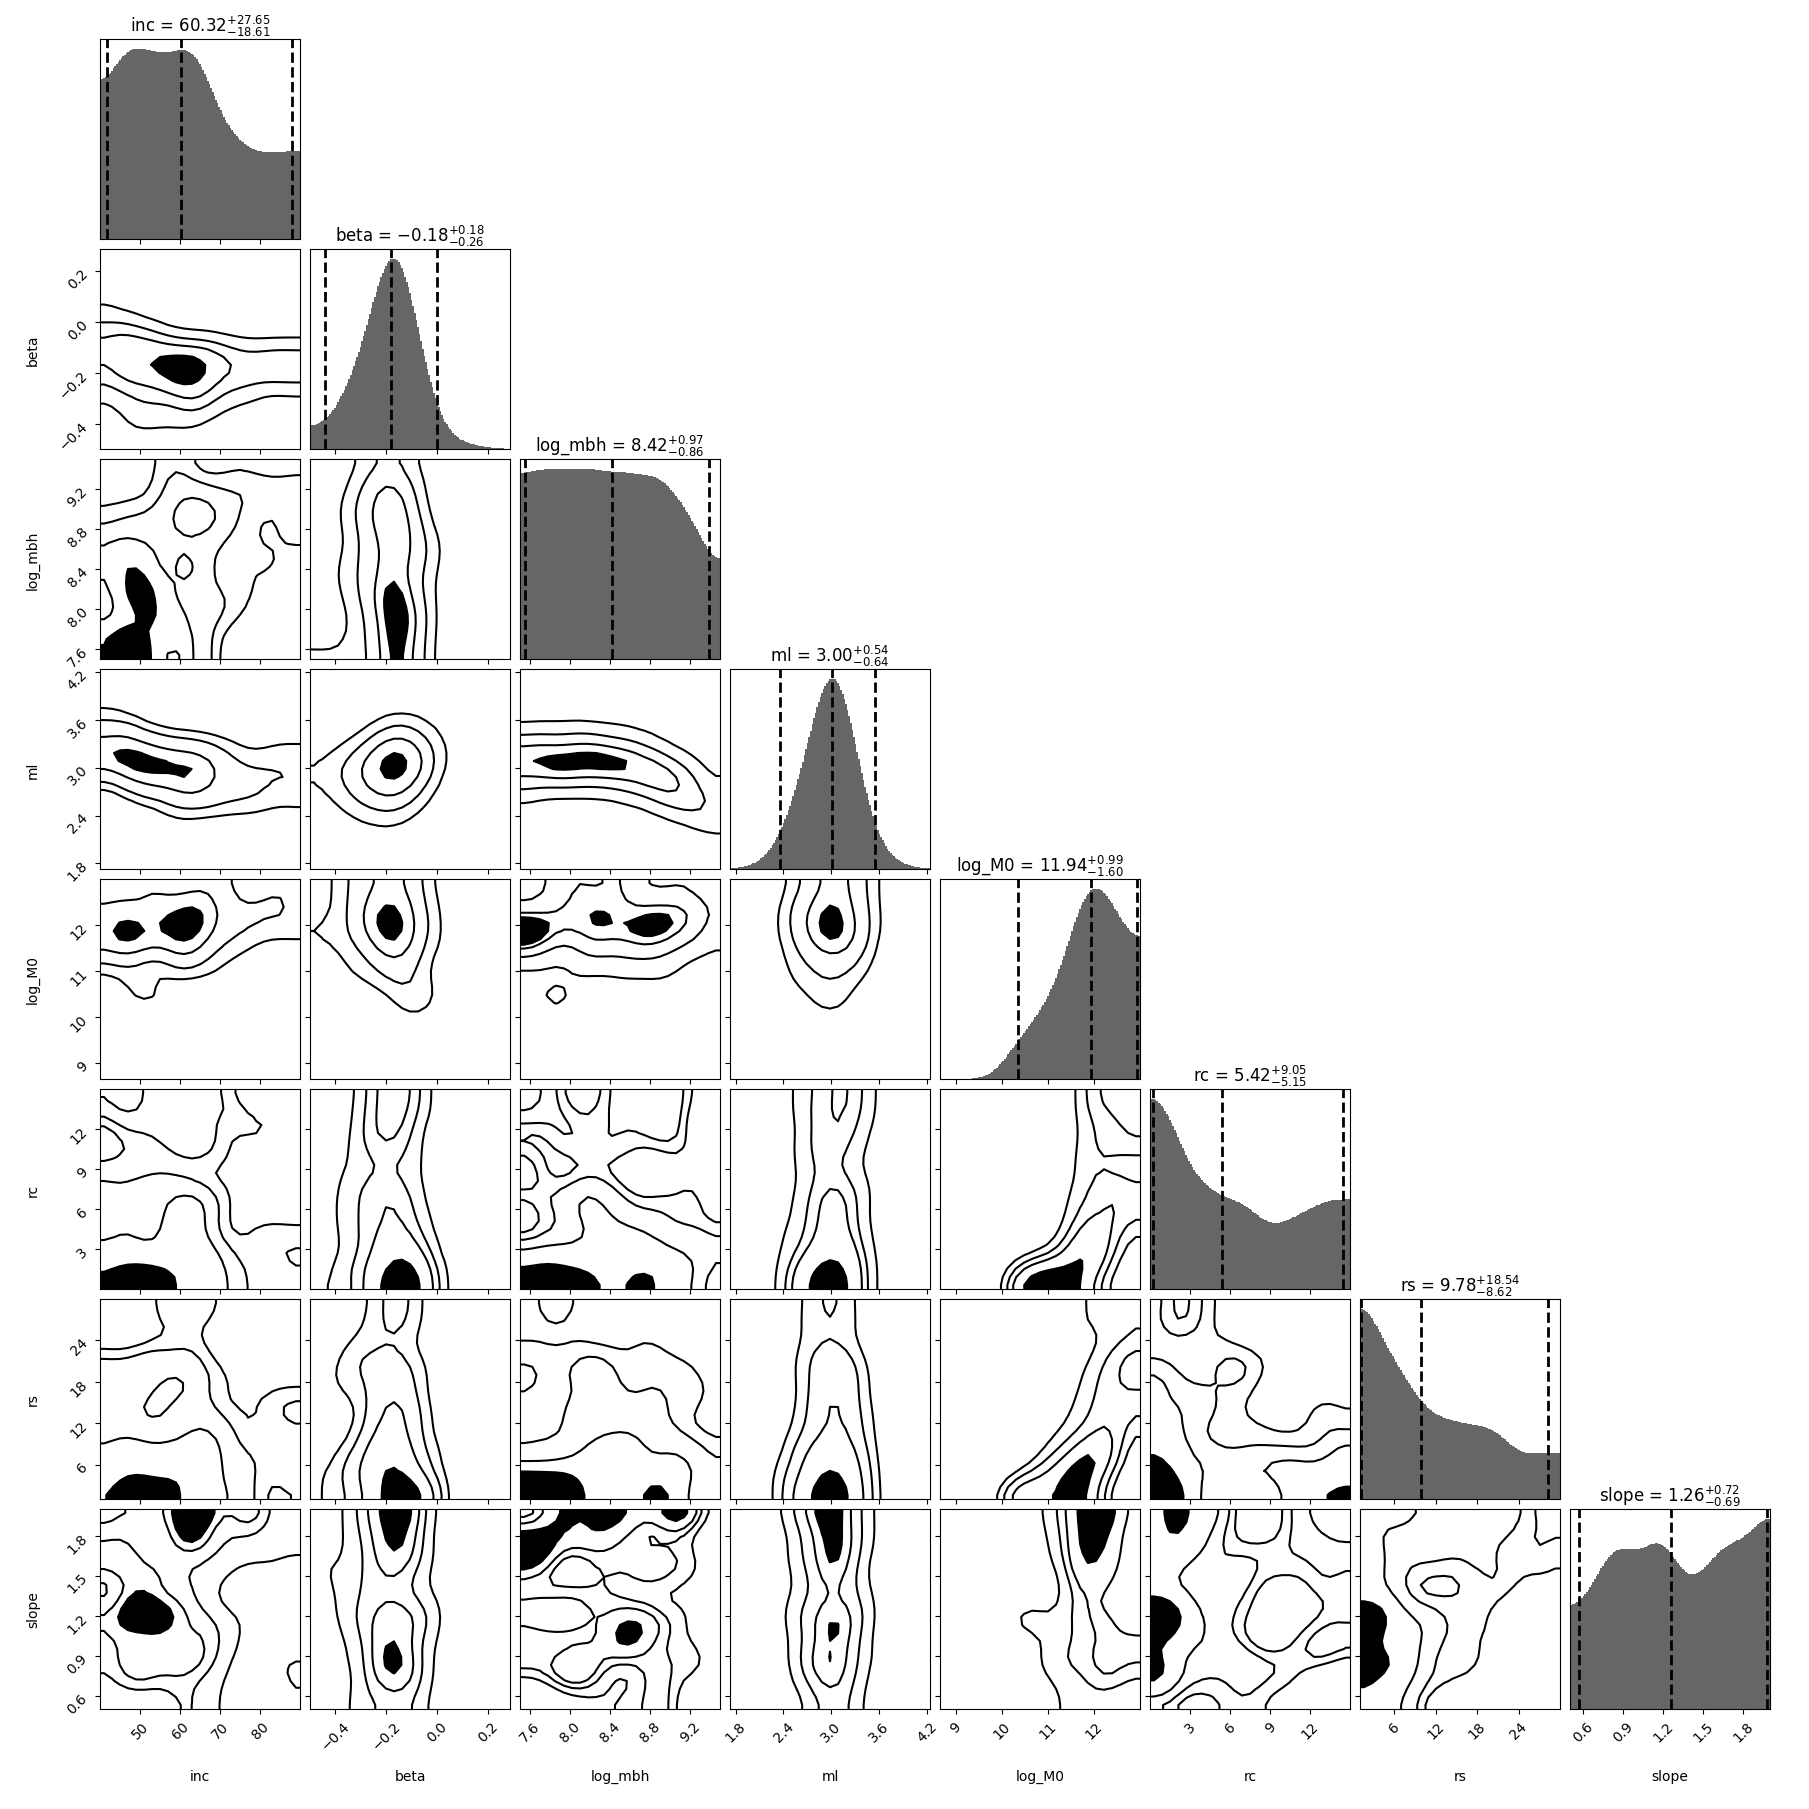 inc = 60.32+27.65−18.61
beta = −0.18+0.18−0.26
0.2
0.0
−0.2
−0.4
beta
log_mbh = 8.42+0.97−0.86
9.2
8.8
8.4
8.0
7.6
log_mbh
ml = 3.00+0.54−0.64
4.2
3.6
3.0
2.4
1.8
ml
log_M0 = 11.94+0.99−1.60
12
11
10
9
log_M0
rc = 5.42+9.05−5.15
12
9
6
3
rc
rs = 9.78+18.54−8.62
24
18
12
6
rs
slope = 1.26+0.72−0.69
1.8
1.5
1.2
0.9
0.6
slope
50 60 70 80 −0.4 −0.2 0.0 0.2 7.6 8.0 8.4 8.8 9.2 1.8 2.4 3.0 3.6 4.2 9 10 11 12 3 6 9 12 6 12 18 24 0.6 0.9 1.2 1.5 1.8
inc beta log_mbh ml log_M0 rc rs slope